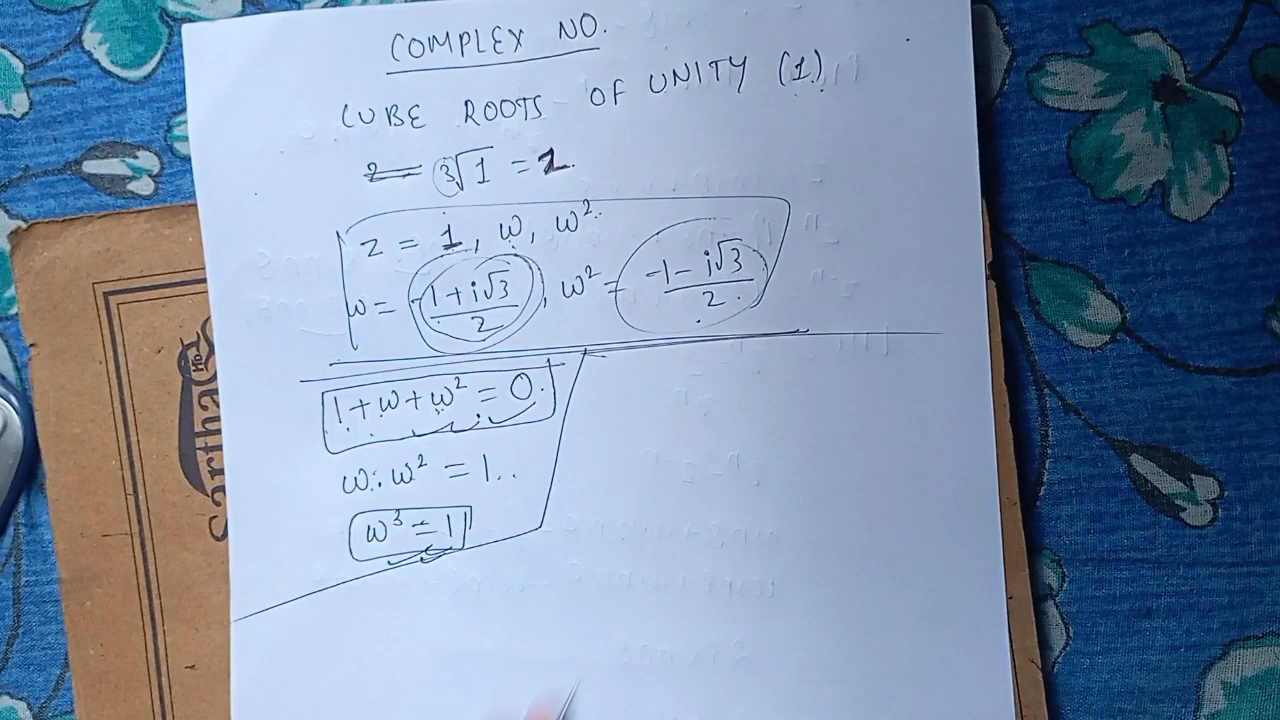 COMPLEX NO.
CUBE ROOTS OF UNITY (1)
∛1 = z
z = 1, ω, ω².
ω = -1+i√3/2, ω² = -1-i√3/2
1+ω+ω² = 0.
ω.ω² = 1..
ω³ = 1
Sartha